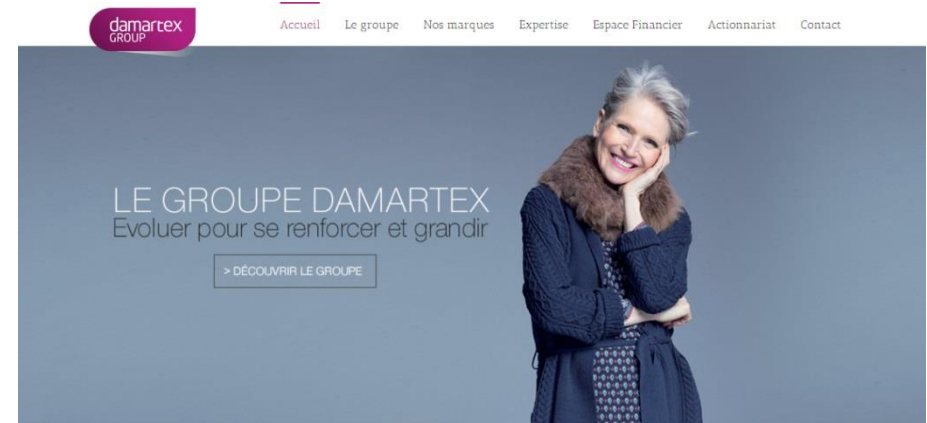 damartex
GROUP
Accueil Le groupe Nos marques Expertise Espace Financier Actionnariat Contact
LE GROUPE DAMARTEX
Evoluer pour se renforcer et grandir
> DÉCOUVRIR LE GROUPE